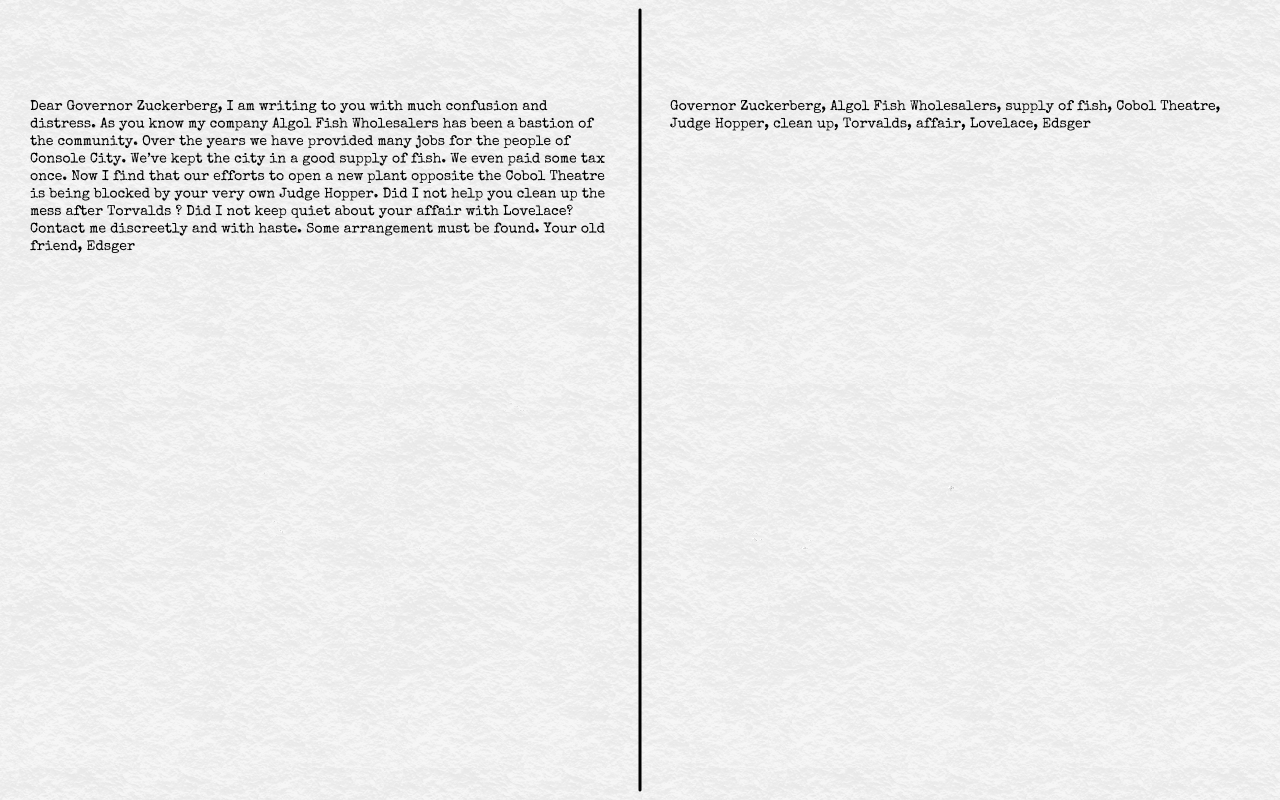 Dear Governor Zuckerberg, I am writing to you with much confusion and
distress. As you know my company Algol Fish Wholesalers has been a bastion of
the community. Over the years we have provided many jobs for the people of
Console City. We've kept the city in a good supply of fish. We even paid some tax
once. Now I find that our efforts to open a new plant opposite the Cobol Theatre
is being blocked by your very own Judge Hopper. Did I not help you clean up the
mess after Torvalds ? Did I not keep quiet about your affair with Lovelace?
Contact me discreetly and with haste. Some arrangement must be found. Your old
friend, Edsger
Governor Zuckerberg, Algol Fish Wholesalers, supply of fish, Cobol Theatre,
Judge Hopper, clean up, Torvalds, affair, Lovelace, Edsger